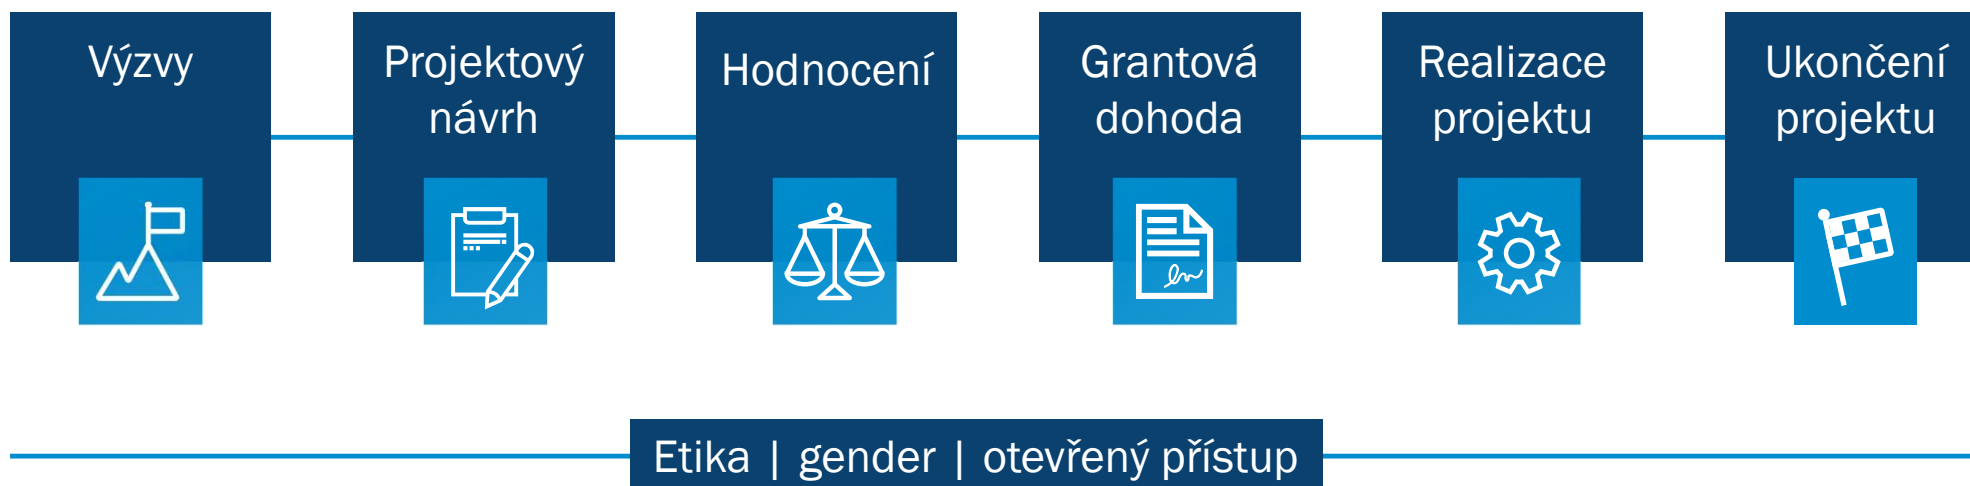 Výzvy
Projektový
návrh
Hodnocení
Grantová
dohoda
Realizace
projektu
Ukončení
projektu
Etika | gender | otevřený přístup